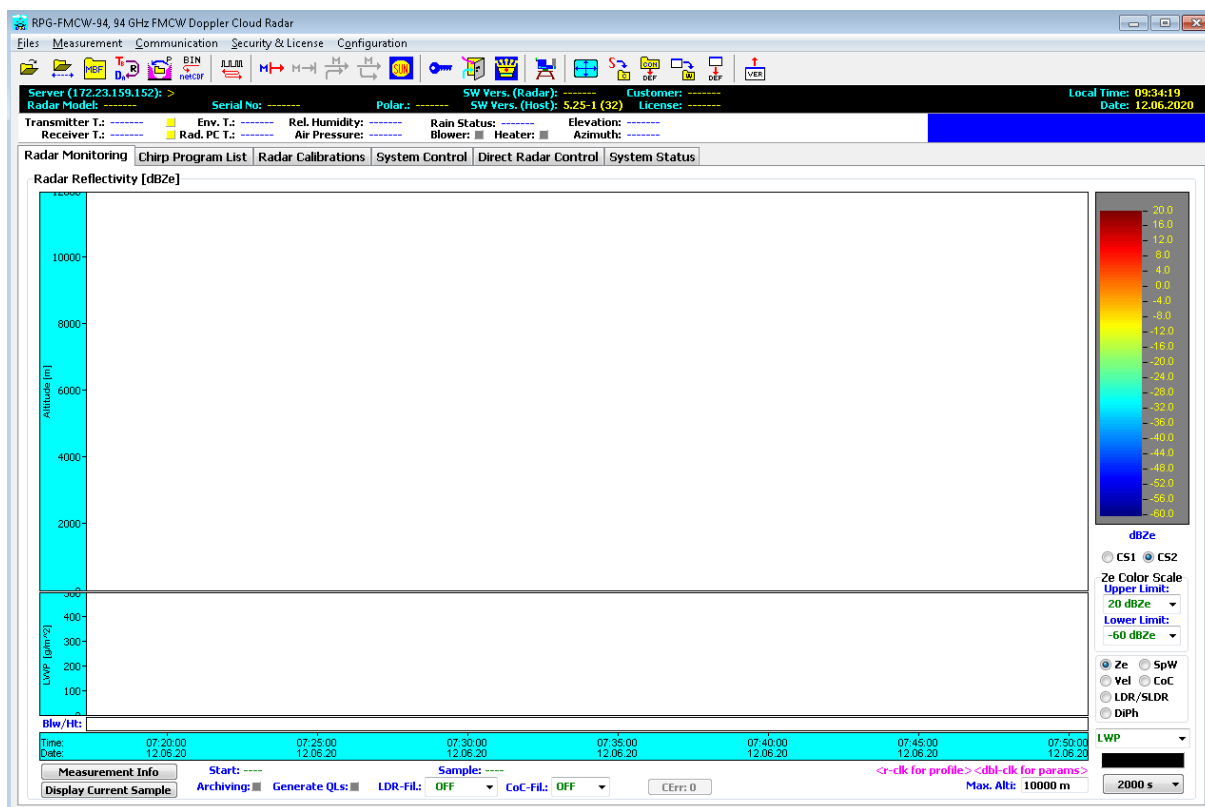 RPG-FMCW-94, 94 GHz FMCW Doppler Cloud Radar
Files Measurement Communication Security & License Configuration
MBF
BIN
netCDF
SUN
CON
DEF
DEF
VER
Server (172.23.159.152): > SW Vers. (Radar): ------- Customer: ------- Local Time: 09:34:19
Radar Model: ------- Serial No: ------- Polar.: ------- SW Vers. (Host): 5.25-1 (32) License: ------- Date: 12.06.2020
Transmitter T.: ------- Env. T.: ------- Rel. Humidity: ------- Rain Status: ------- Elevation: -------
Receiver T.: ------- Rad. PC T.: ------- Air Pressure: ------- Blower: Heater: Azimuth: -------
Radar Monitoring Chirp Program List Radar Calibrations System Control Direct Radar Control System Status
Radar Reflectivity [dBZe]
12000
10000
8000
6000
4000
2000
0
Altitude [m]
500
400
300
200
100
LWP [g/m^2]
Blw/Ht:
Time: 07:20:00 07:25:00 07:30:00 07:35:00 07:40:00 07:45:00 07:50:00
Date: 12.06.20 12.06.20 12.06.20 12.06.20 12.06.20 12.06.20 12.06.20
Measurement Info Start: ---- Sample: ---- <r-clk for profile> <dbl-clk for params>
Display Current Sample Archiving: Generate QLs: LDR-Fil.: OFF CoC-Fil.: OFF CErr: 0 Max. Alti: 10000 m
20.0
16.0
12.0
8.0
4.0
0.0
-4.0
-8.0
-12.0
-16.0
-20.0
-24.0
-28.0
-32.0
-36.0
-40.0
-44.0
-48.0
-52.0
-56.0
-60.0
dBZe
CS1 CS2
Ze Color Scale
Upper Limit:
20 dBZe
Lower Limit:
-60 dBZe
Ze SpW
Vel CoC
LDR/SLDR
DiPh
LWP
2000 s